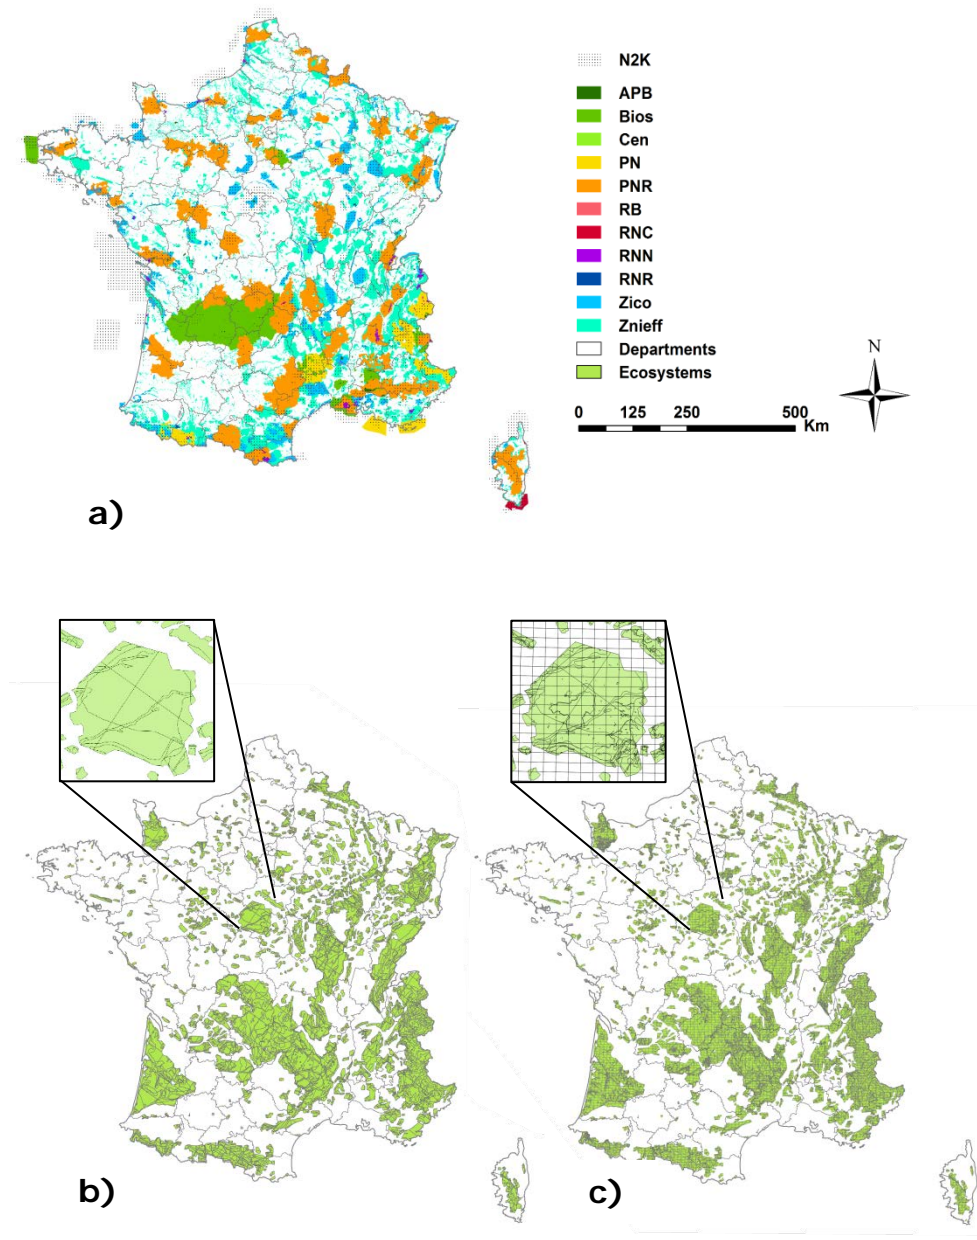 N2K
APB
Bios
Cen
PN
PNR
RB
RNC
RNN
RNR
Zico
Znieff
Departments
Ecosystems
N
0 125 250 500
Km
a)
b)
c)